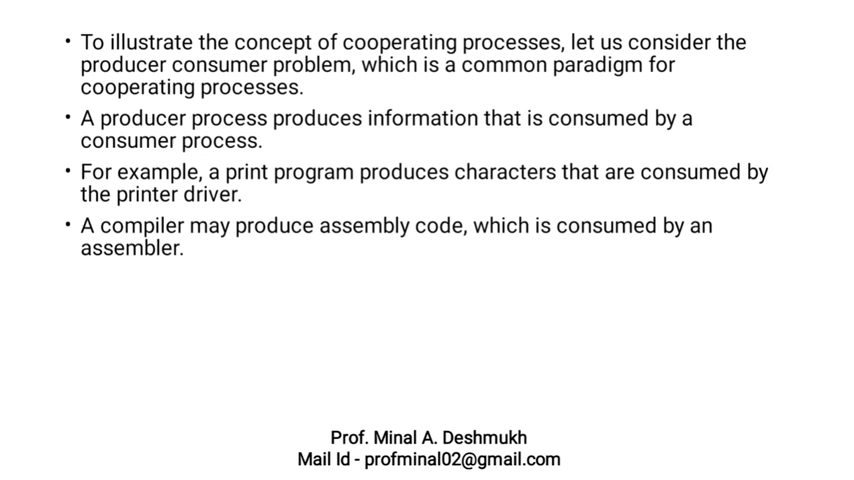 • To illustrate the concept of cooperating processes, let us consider the
producer consumer problem, which is a common paradigm for
cooperating processes.
• A producer process produces information that is consumed by a
consumer process.
• For example, a print program produces characters that are consumed by
the printer driver.
• A compiler may produce assembly code, which is consumed by an
assembler.
Prof. Minal A. Deshmukh
Mail Id - profminal02@gmail.com